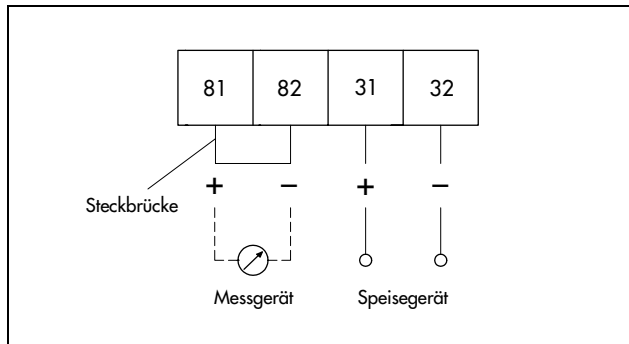 81 82 31 32
+ − + −
Steckbrücke
Messgerät Speisegerät